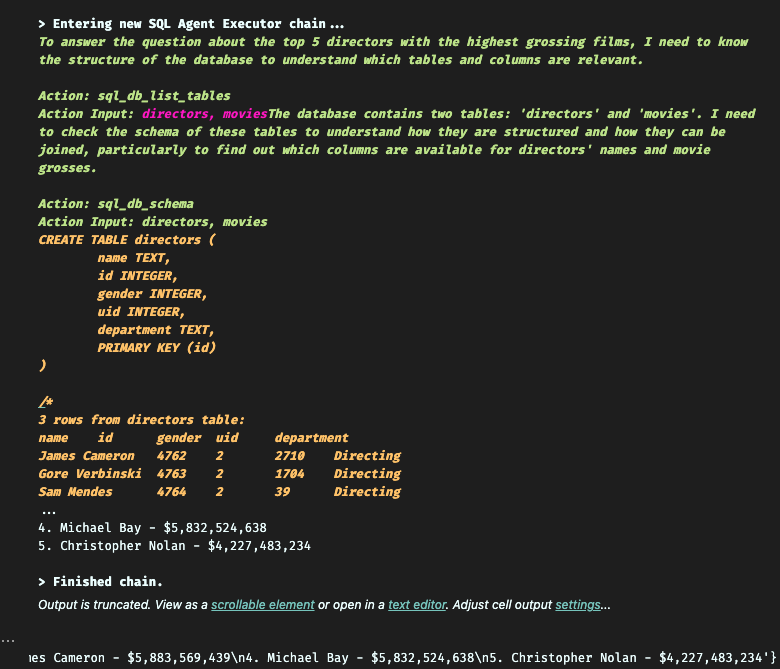 > Entering new SQL Agent Executor chain...
To answer the question about the top 5 directors with the highest grossing films, I need to know
the structure of the database to understand which tables and columns are relevant.
Action: sql_db_list_tables
Action Input: directors, moviesThe database contains two tables: 'directors' and 'movies'. I need
to check the schema of these tables to understand how they are structured and how they can be
joined, particularly to find out which columns are available for directors' names and movie
grosses.
Action: sql_db_schema
Action Input: directors, movies
CREATE TABLE directors (
name TEXT,
id INTEGER,
gender INTEGER,
uid INTEGER,
department TEXT,
PRIMARY KEY (id)
)
/*
3 rows from directors table:
name id gender uid department
James Cameron 4762 2 2710 Directing
Gore Verbinski 4763 2 1704 Directing
Sam Mendes 4764 2 39 Directing
...
4. Michael Bay - $5,832,524,638
5. Christopher Nolan - $4,227,483,234
> Finished chain.
Output is truncated. View as a scrollable element or open in a text editor. Adjust cell output settings...
...
es Cameron - $5,883,569,439\n4. Michael Bay - $5,832,524,638\n5. Christopher Nolan - $4,227,483,234'}